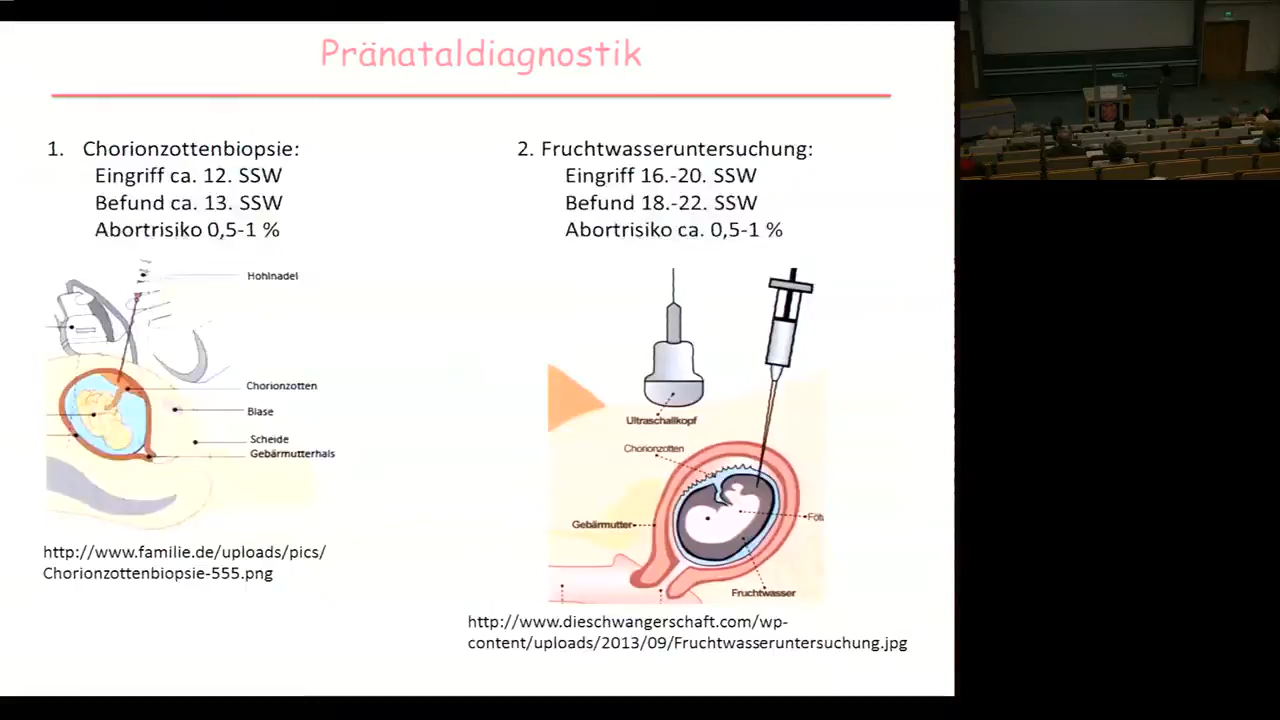 Pränataldiagnostik
1. Chorionzottenbiopsie:
Eingriff ca. 12. SSW
Befund ca. 13. SSW
Abortrisiko 0,5-1 %
Hohlnadel
Chorionzotten
Blase
Scheide
Gebärmutterhals
http://www.familie.de/uploads/pics/
Chorionzottenbiopsie-555.png
2. Fruchtwasseruntersuchung:
Eingriff 16.-20. SSW
Befund 18.-22. SSW
Abortrisiko ca. 0,5-1 %
Ultraschallkopf
Chorionzotten
Gebärmutter
Föt
Fruchtwasser
http://www.dieschwangerschaft.com/wp-
content/uploads/2013/09/Fruchtwasseruntersuchung.jpg